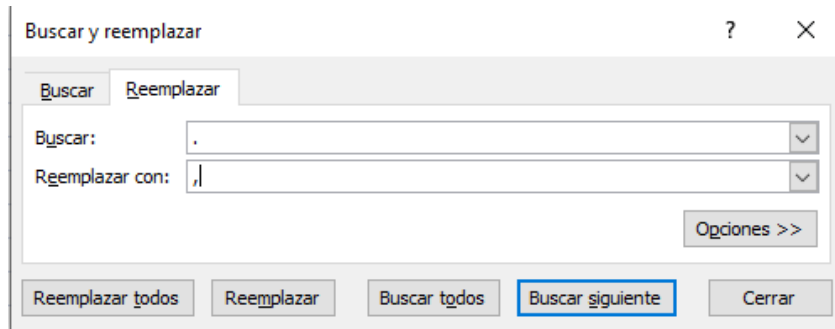 Buscar y reemplazar
Buscar Reemplazar
Buscar: .
Reemplazar con: ,
Opciones >>
Reemplazar todos Reemplazar Buscar todos Buscar siguiente Cerrar